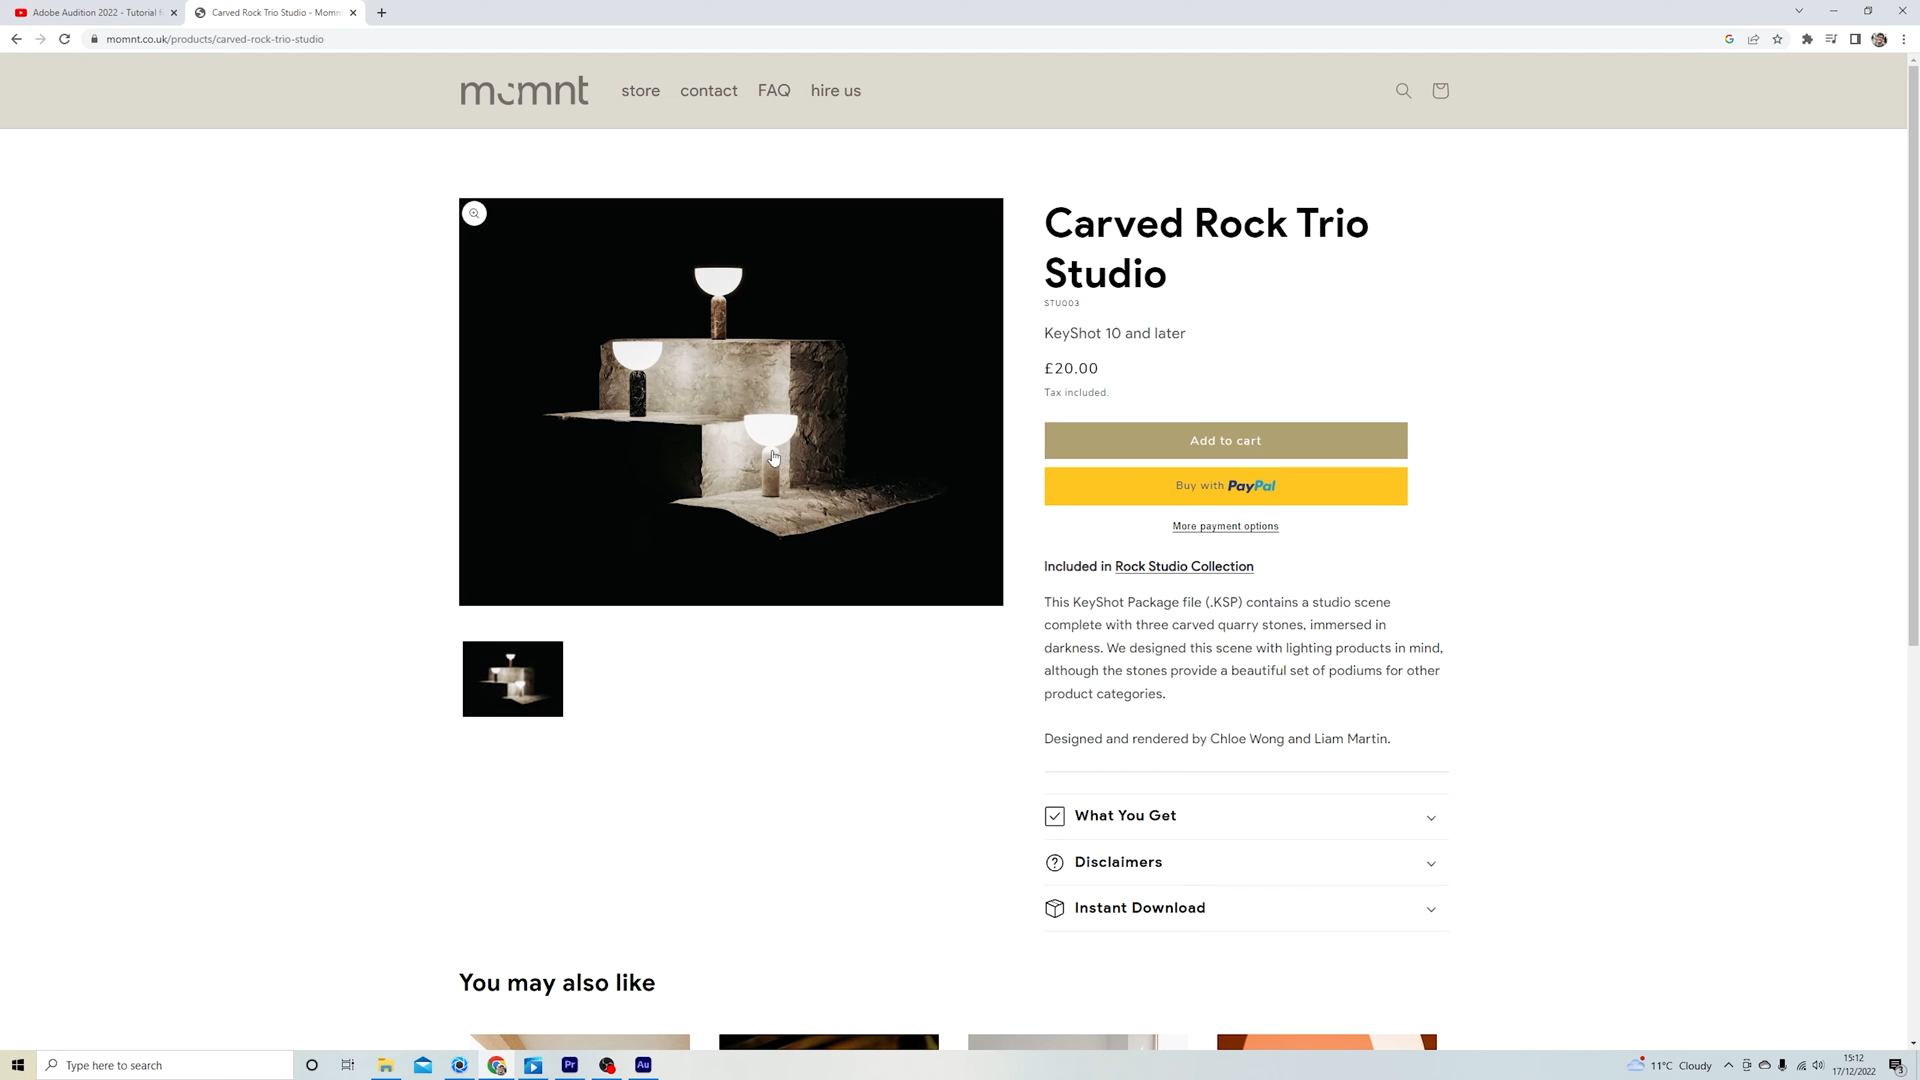 Adobe Audition 2022 - Tutorial f
Carved Rock Trio Studio - Momnt
momnt.co.uk/products/carved-rock-trio-studio
momnt
store
contact
FAQ
hire us
Carved Rock Trio
Studio
STU003
KeyShot 10 and later
£20.00
Tax included.
Add to cart
Buy with PayPal
More payment options
Included in Rock Studio Collection
This KeyShot Package file (.KSP) contains a studio scene
complete with three carved quarry stones, immersed in
darkness. We designed this scene with lighting products in mind,
although the stones provide a beautiful set of podiums for other
product categories.
Designed and rendered by Chloe Wong and Liam Martin.
What You Get
Disclaimers
Instant Download
You may also like
Type here to search
Pr
Au
11°C Cloudy
15:12
17/12/2022
3